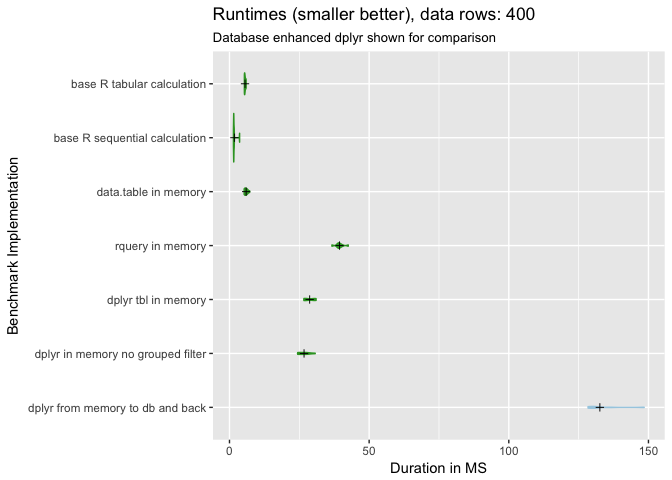 Runtimes (smaller better), data rows: 400
Database enhanced dplyr shown for comparison
Benchmark Implementation
base R tabular calculation
base R sequential calculation
data.table in memory
rquery in memory
dplyr tbl in memory
dplyr in memory no grouped filter
dplyr from memory to db and back
0 50 100 150
Duration in MS